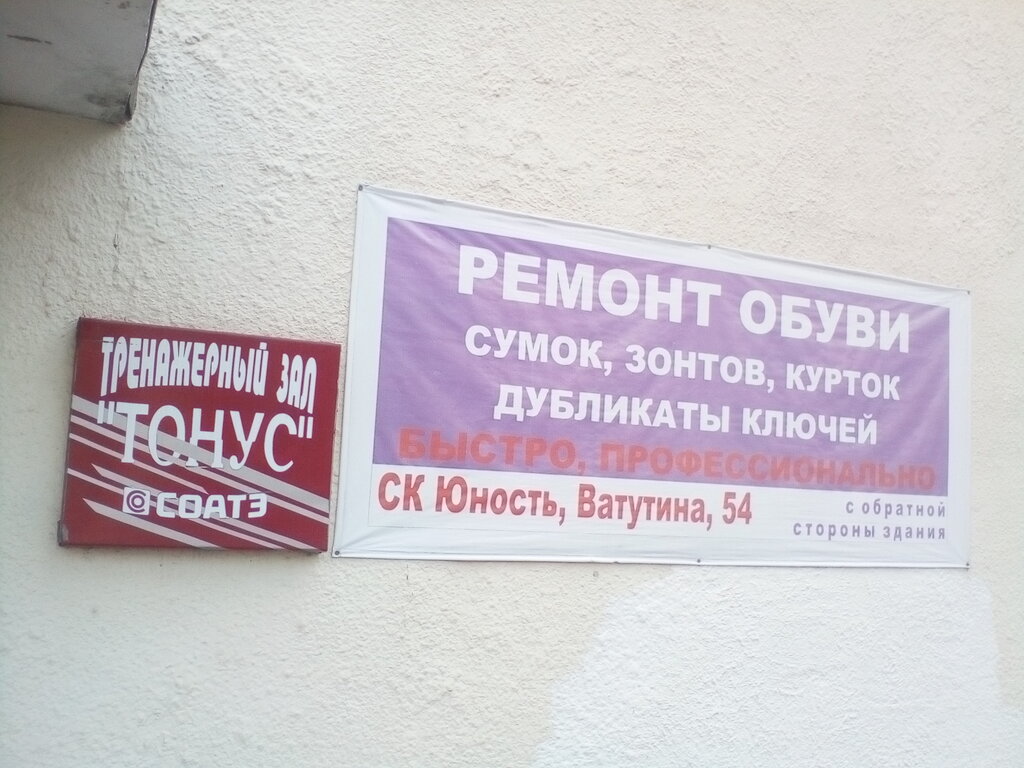 ТРЕНАЖЕРНЫЙ ЗАЛ
"ТОНУС"
СОАТЭ
РЕМОНТ ОБУВИ
СУМОК, ЗОНТОВ, КУРТОК
ДУБЛИКАТЫ КЛЮЧЕЙ
БЫСТРО, ПРОФЕССИОНАЛЬНО
СК Юность, Ватутина, 54
с обратной
стороны здания